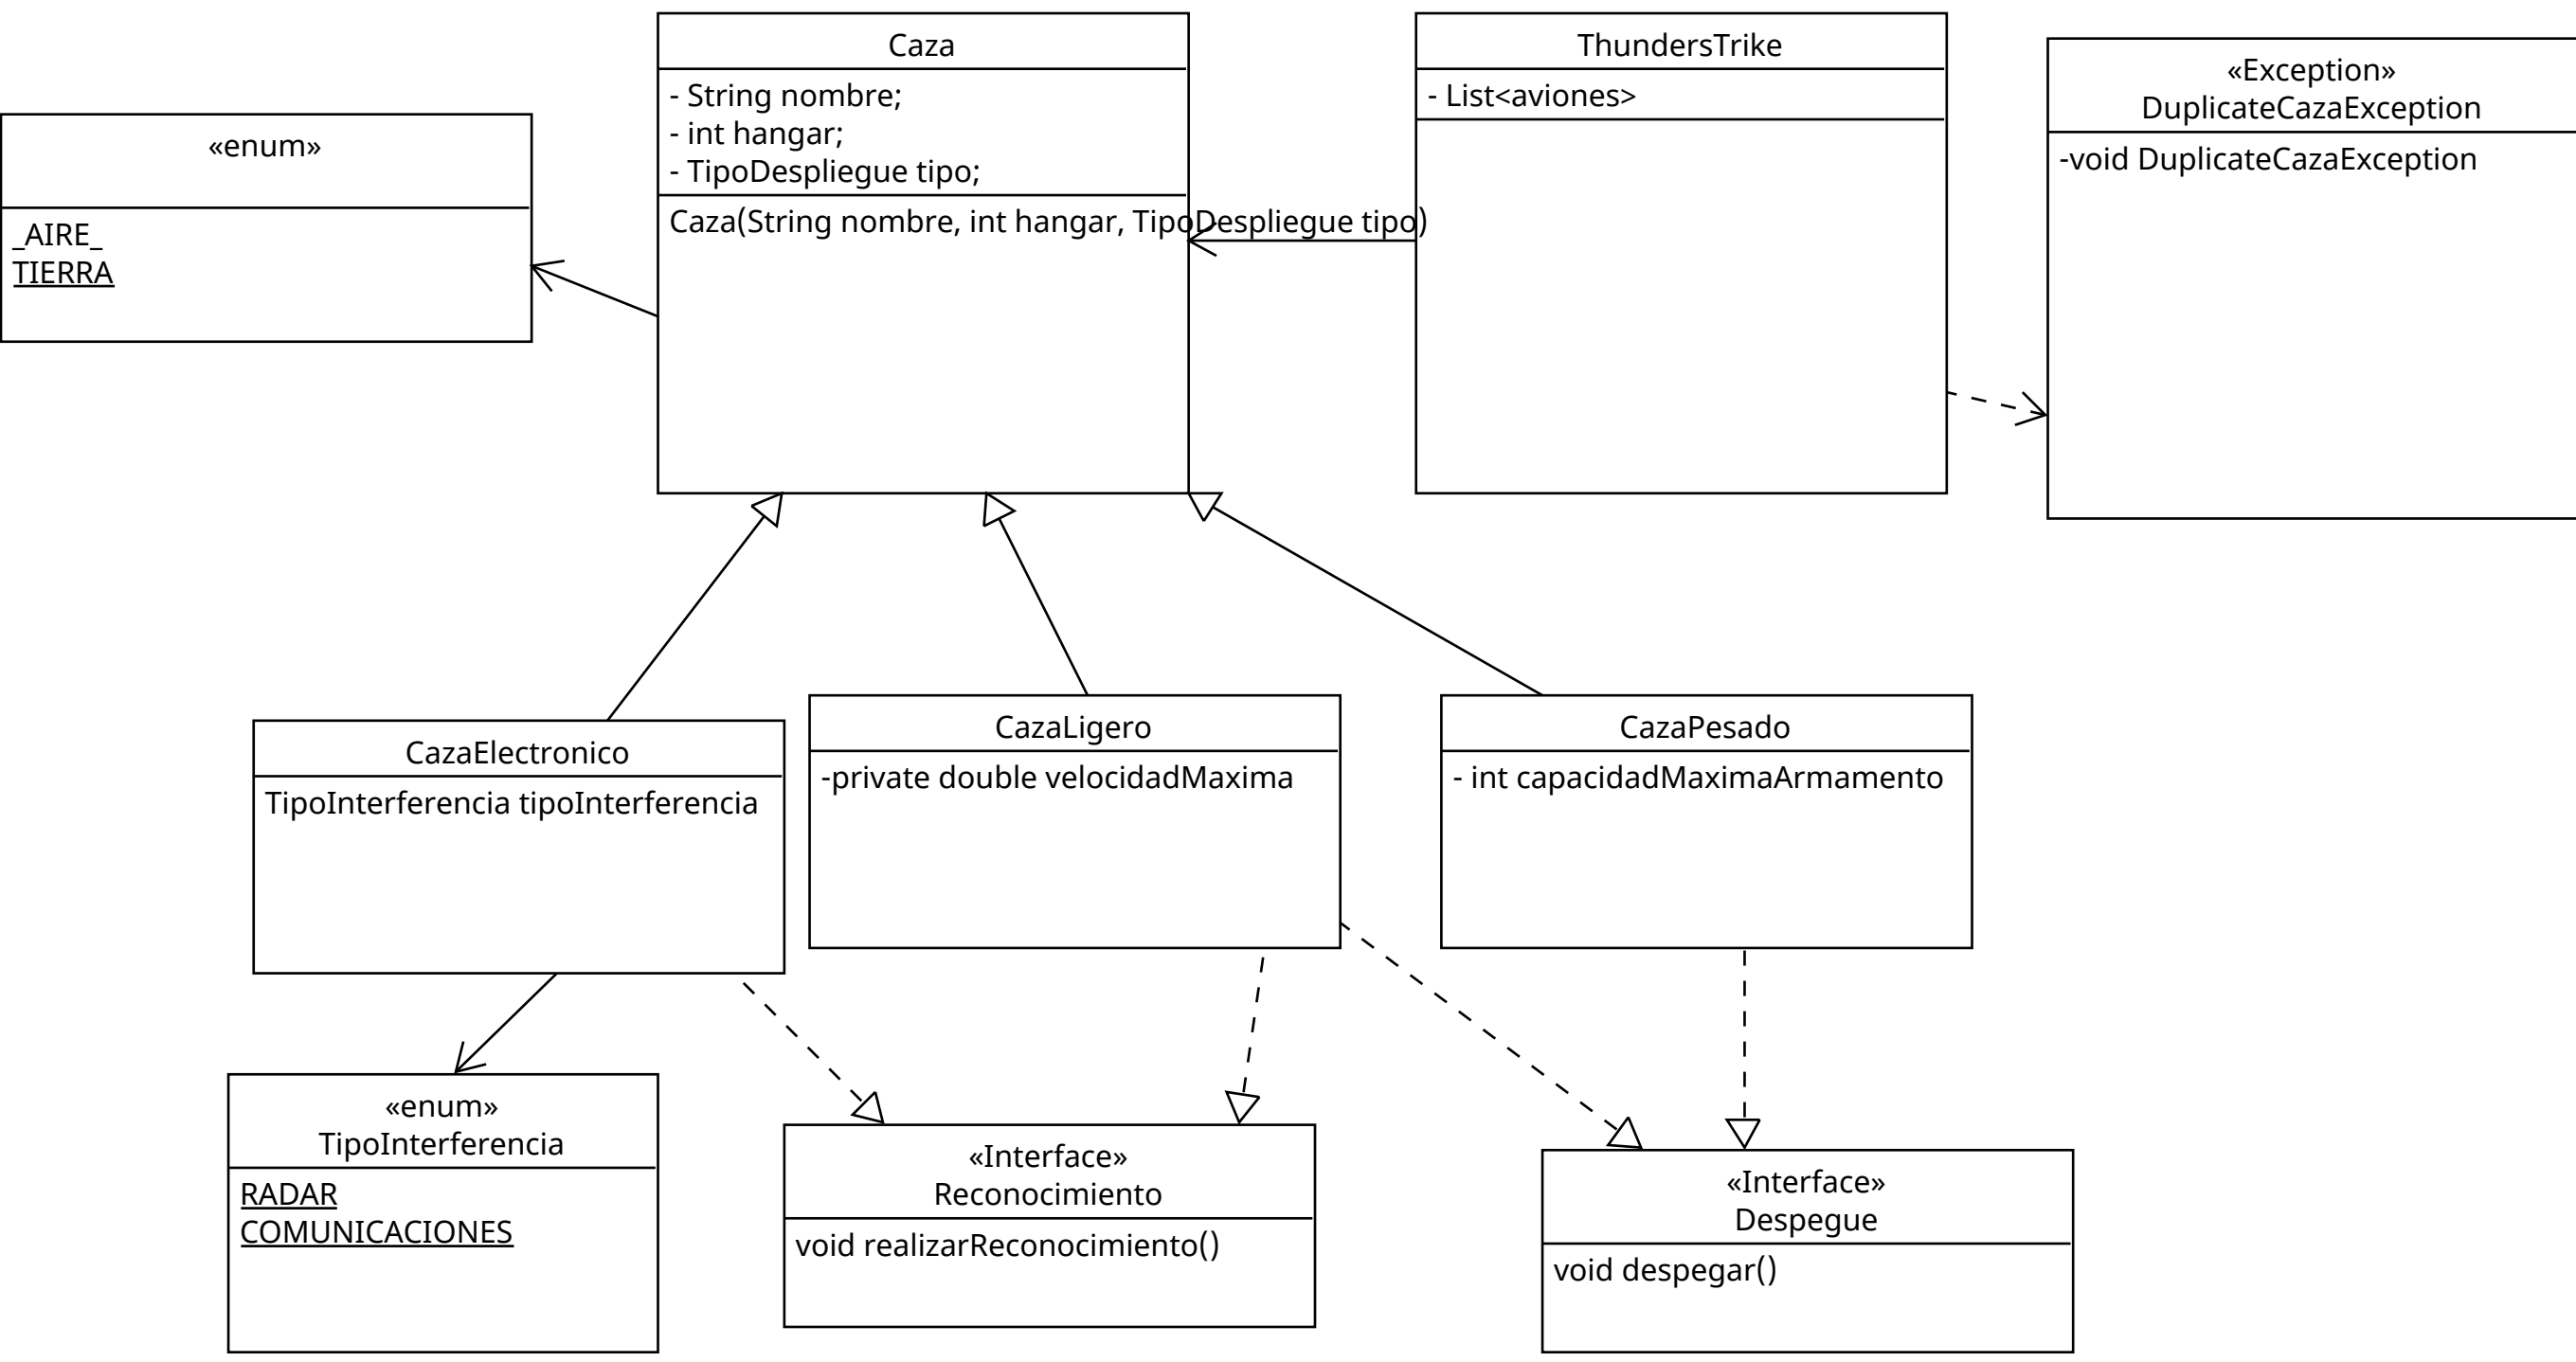 «enum»
_AIRE_
TIERRA
Caza
- String nombre;
- int hangar;
- TipoDespliegue tipo;
Caza(String nombre, int hangar, TipoDespliegue tipo)
ThundersTrike
- List<aviones>
«Exception»
DuplicateCazaException
-void DuplicateCazaException
CazaElectronico
TipoInterferencia tipoInterferencia
CazaLigero
-private double velocidadMaxima
CazaPesado
- int capacidadMaximaArmamento
«enum»
TipoInterferencia
RADAR
COMUNICACIONES
«Interface»
Reconocimiento
void realizarReconocimiento()
«Interface»
Despegue
void despegar()